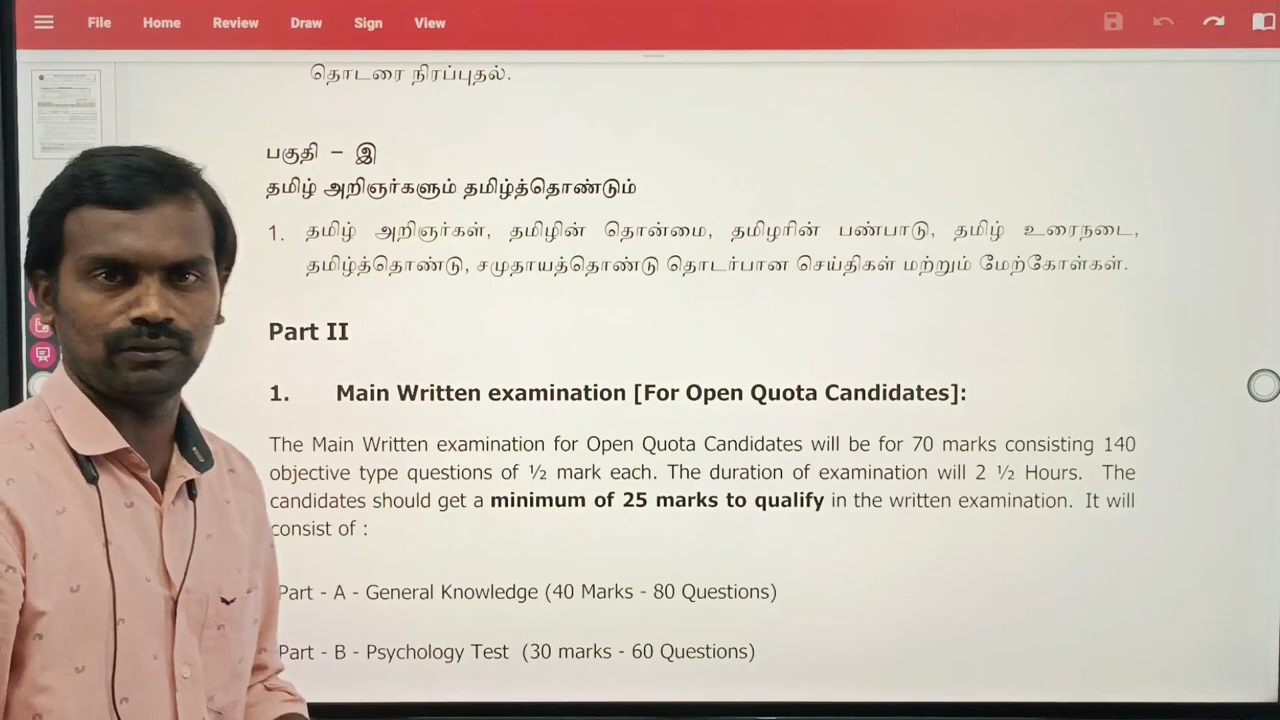 File Home Review Draw Sign View
தொடரை நிரப்புதல்.
பகுதி – இ
தமிழ் அறிஞர்களும் தமிழ்த்தொண்டும்
1. தமிழ் அறிஞர்கள், தமிழின் தொன்மை, தமிழரின் பண்பாடு, தமிழ் உரைநடை,
தமிழ்த்தொண்டு, சமுதாயத்தொண்டு தொடர்பான செய்திகள் மற்றும் மேற்கோள்கள்.
Part II
1. Main Written examination [For Open Quota Candidates]:
The Main Written examination for Open Quota Candidates will be for 70 marks consisting 140
objective type questions of ½ mark each. The duration of examination will 2 ½ Hours. The
candidates should get a minimum of 25 marks to qualify in the written examination. It will
consist of :
Part - A - General Knowledge (40 Marks - 80 Questions)
Part - B - Psychology Test (30 marks - 60 Questions)